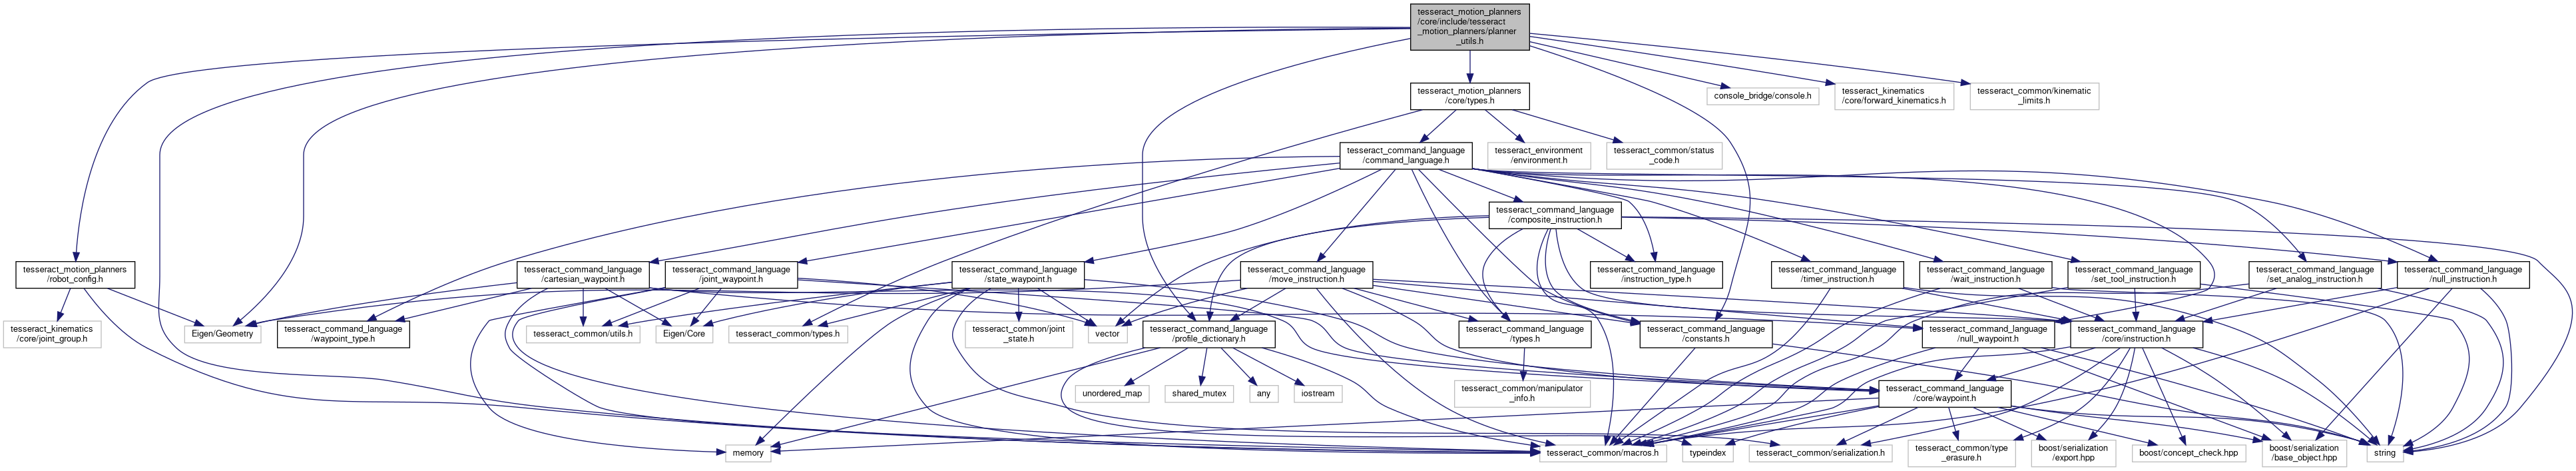 tesseract_motion_planners
/core/include/tesseract
_motion_planners/planner
_utils.h
tesseract_motion_planners
/core/types.h
console_bridge/console.h
tesseract_kinematics
/core/forward_kinematics.h
tesseract_common/kinematic
_limits.h
tesseract_command_language
/command_language.h
tesseract_environment
/environment.h
tesseract_common/status
_code.h
tesseract_command_language
/composite_instruction.h
tesseract_motion_planners
/robot_config.h
tesseract_command_language
/cartesian_waypoint.h
tesseract_command_language
/joint_waypoint.h
tesseract_command_language
/state_waypoint.h
tesseract_command_language
/move_instruction.h
tesseract_command_language
/instruction_type.h
tesseract_command_language
/timer_instruction.h
tesseract_command_language
/wait_instruction.h
tesseract_command_language
/set_tool_instruction.h
tesseract_command_language
/set_analog_instruction.h
tesseract_command_language
/null_instruction.h
tesseract_kinematics
/core/joint_group.h
Eigen/Geometry
tesseract_command_language
/waypoint_type.h
tesseract_common/utils.h
Eigen/Core
tesseract_common/types.h
tesseract_common/joint
_state.h
vector
tesseract_command_language
/profile_dictionary.h
tesseract_command_language
/types.h
tesseract_command_language
/constants.h
tesseract_command_language
/null_waypoint.h
tesseract_command_language
/core/instruction.h
unordered_map
shared_mutex
any
iostream
tesseract_common/manipulator
_info.h
tesseract_command_language
/core/waypoint.h
memory
tesseract_common/macros.h
typeindex
tesseract_common/serialization.h
tesseract_common/type
_erasure.h
boost/serialization
/export.hpp
boost/concept_check.hpp
boost/serialization
/base_object.hpp
string